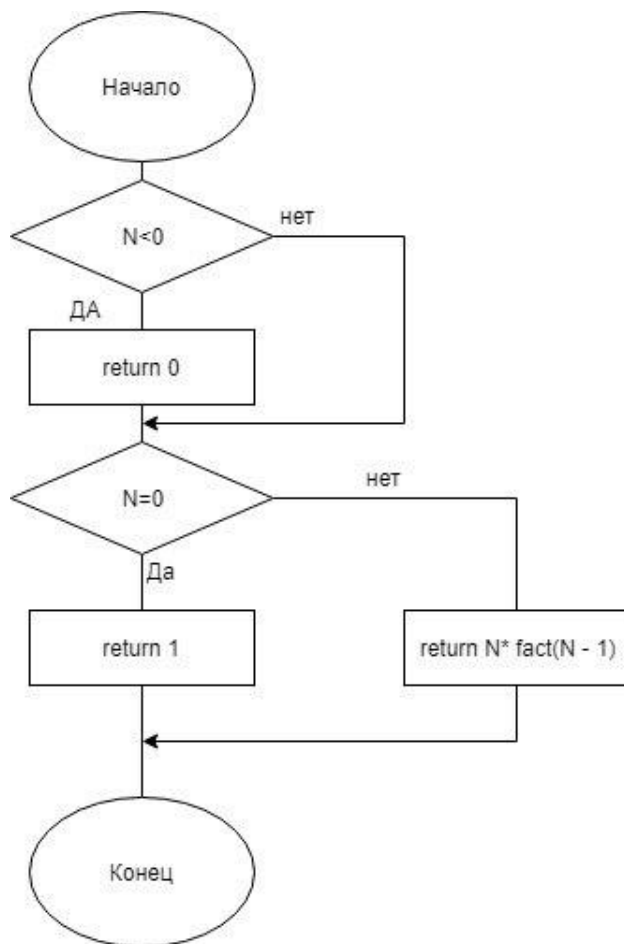 Начало
N<0
нет
ДА
return 0
N=0
нет
Да
return 1
return N* fact(N - 1)
Конец